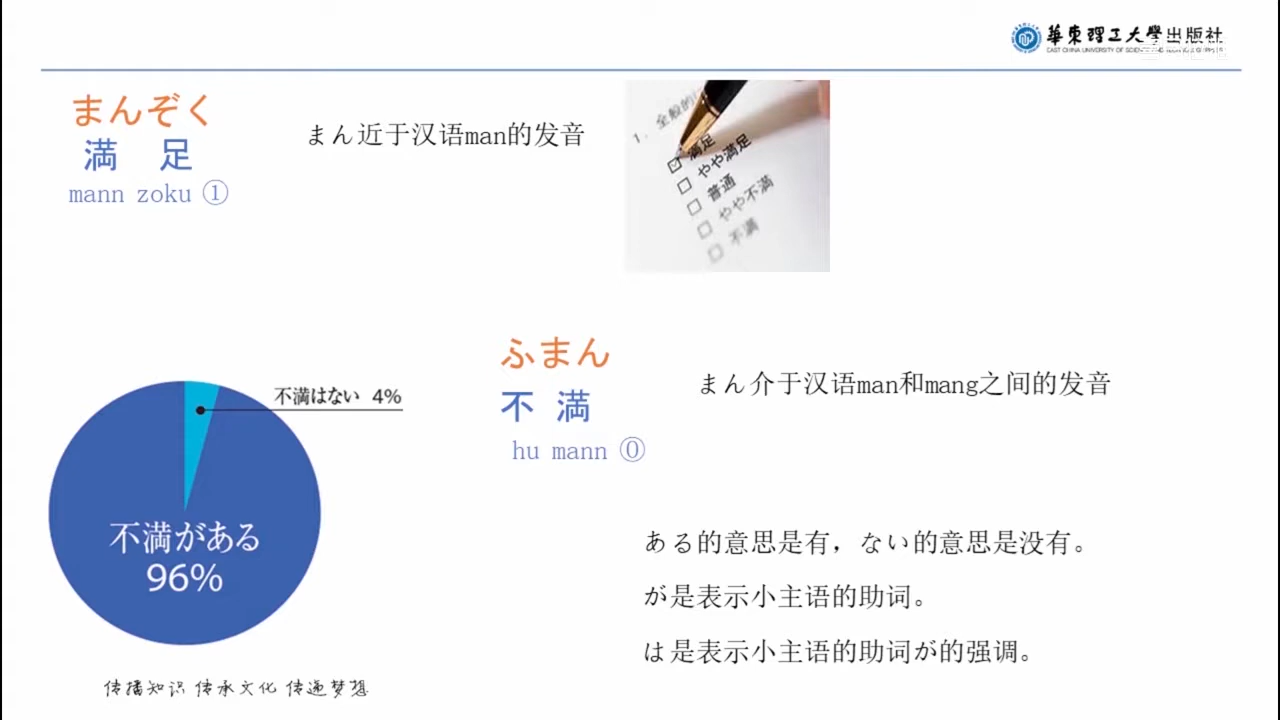 華東理工大學出版社
まんぞく
満 足
mann zoku ①
まん近于汉语man的发音
1. 全般的
満足
やや満足
普通
やや不満
不満
ふまん
不 満
hu mann ⓪
まん介于汉语man和mang之间的发音
不満はない 4%
不満がある
96%
ある的意思是有，ない的意思是没有。
が是表示小主语的助词。
は是表示小主语的助词が的强调。
传播知识 传承文化 传递梦想